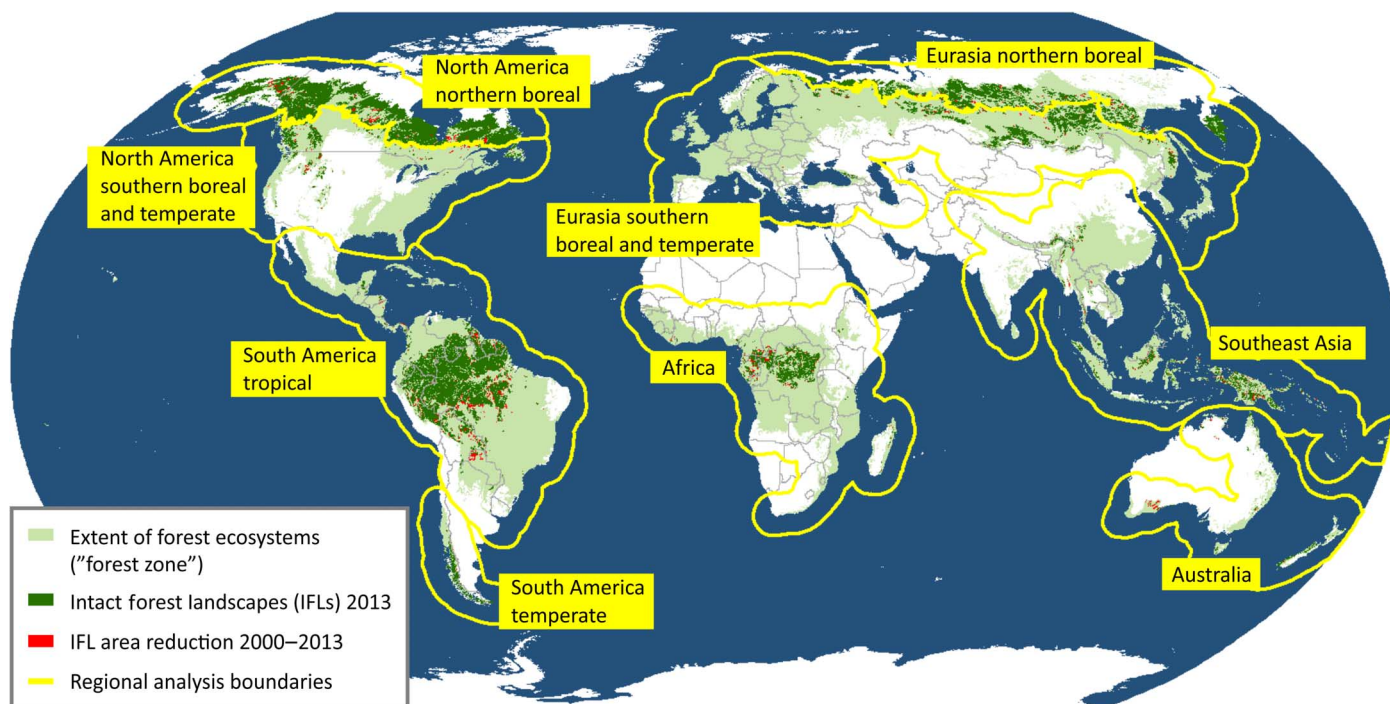 North America
northern boreal
Eurasia northern boreal
North America
southern boreal
and temperate
Eurasia southern
boreal and temperate
South America
tropical
Africa
Southeast Asia
Australia
South America
temperate
Extent of forest ecosystems
("forest zone")
Intact forest landscapes (IFLs) 2013
IFL area reduction 2000–2013
Regional analysis boundaries